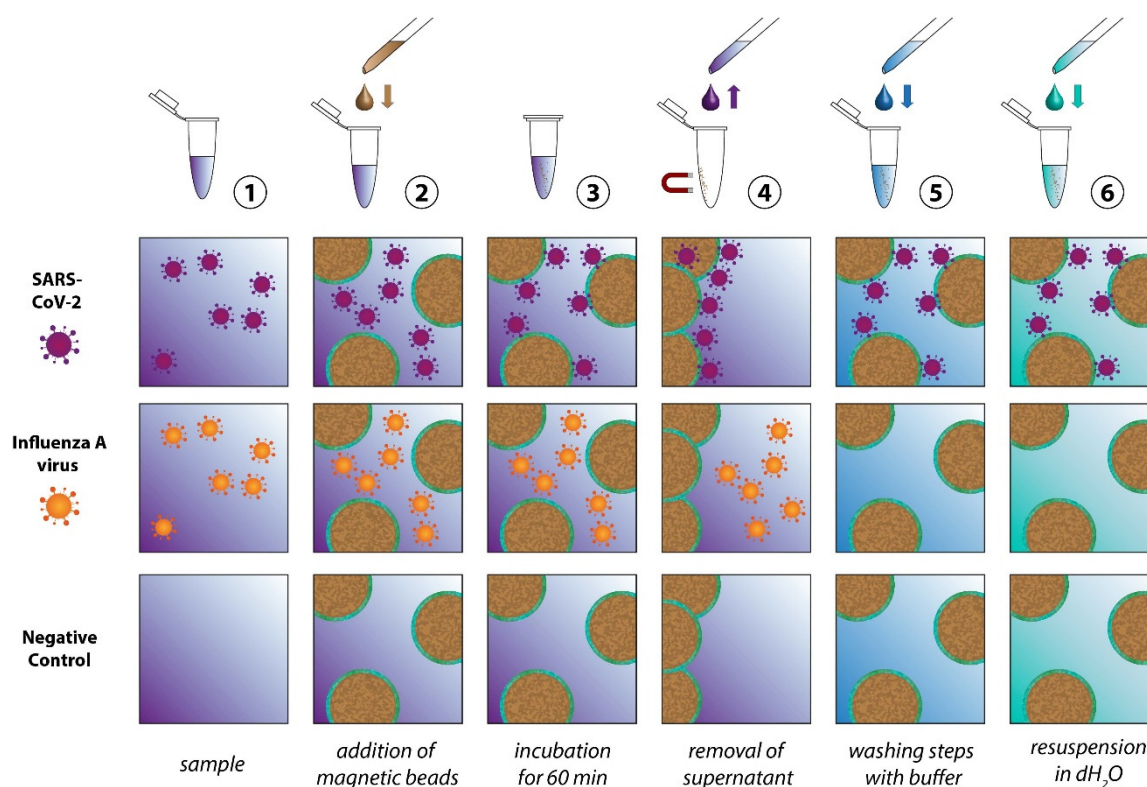 1
2
3
4
5
6
SARS-
CoV-2
Influenza A
virus
Negative
Control
sample
addition of
magnetic beads
incubation
for 60 min
removal of
supernatant
washing steps
with buffer
resuspension
in dH₂O